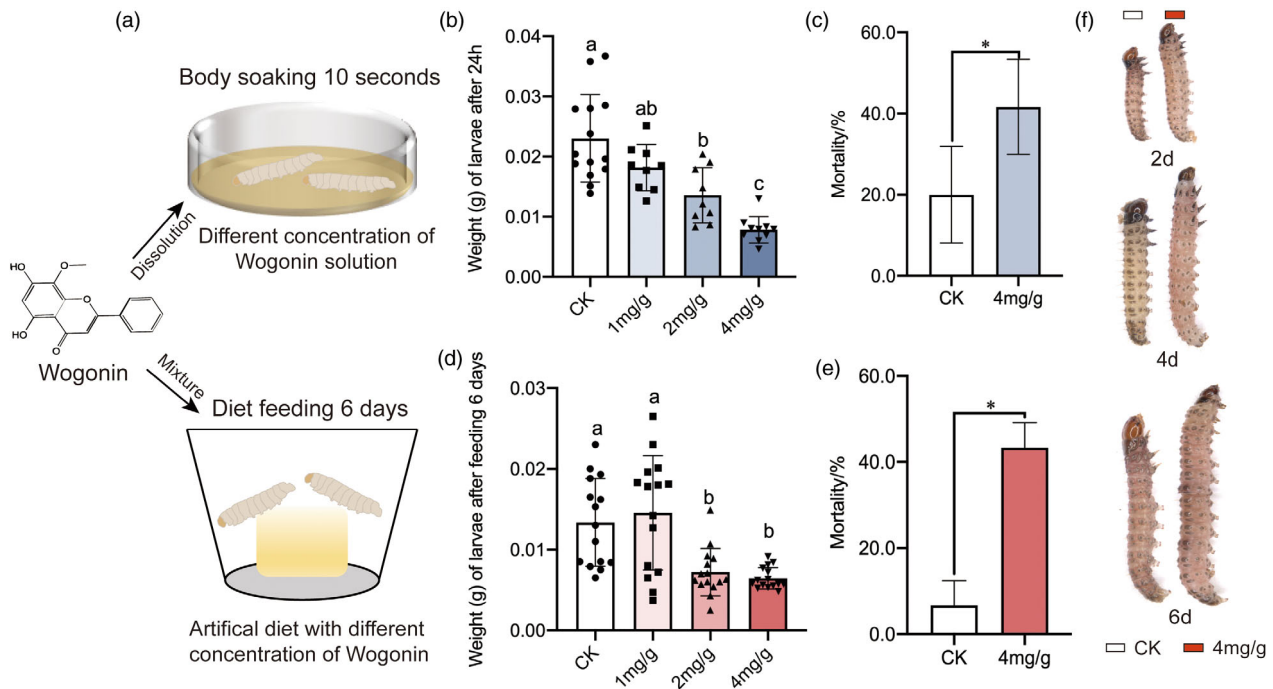 (a)
Body soaking 10 seconds
Different concentration of
Wogonin solution
Dissolution
HO
O
O
OH
O
Wogonin
Mixture
Diet feeding 6 days
Artifical diet with different
concentration of Wogonin
(b)
Weight (g) of larvae after 24h
0.04
0.03
0.02
0.01
0.00
a
ab
b
c
CK
1mg/g
2mg/g
4mg/g
(c)
Mortality/%
60.0
40.0
20.0
0.0
*
CK
4mg/g
(d)
Weight (g) of larvae after feeding 6 days
0.03
0.02
0.01
0.00
a
a
b
b
CK
1mg/g
2mg/g
4mg/g
(e)
Mortality/%
60.0
40.0
20.0
0.0
*
CK
4mg/g
(f)
2d
4d
6d
CK
4mg/g